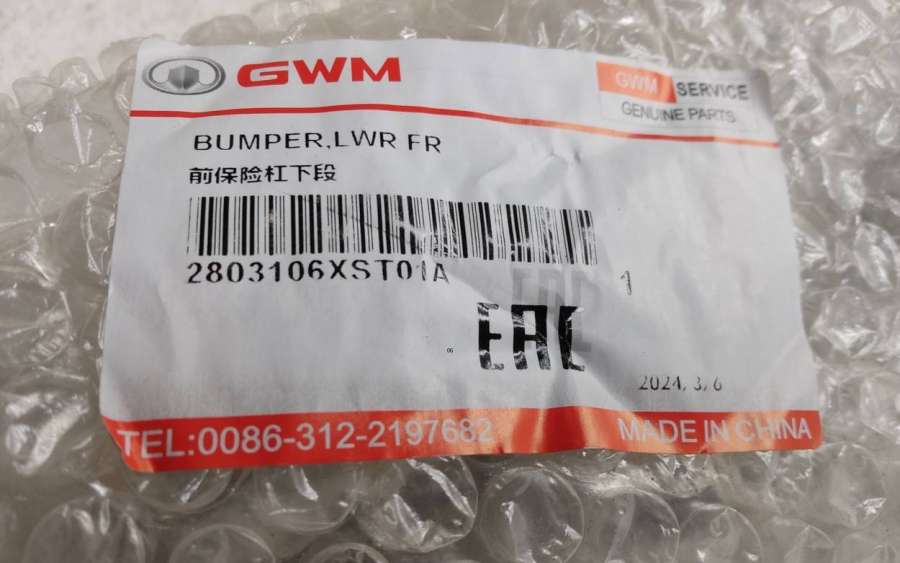 GWM
GWM SERVICE
GENUINE PARTS
BUMPER,LWR FR
前保险杠下段
2803106XST01A
1
EAC
06
2024/3/6
TEL:0086-312-2197682
MADE IN CHINA